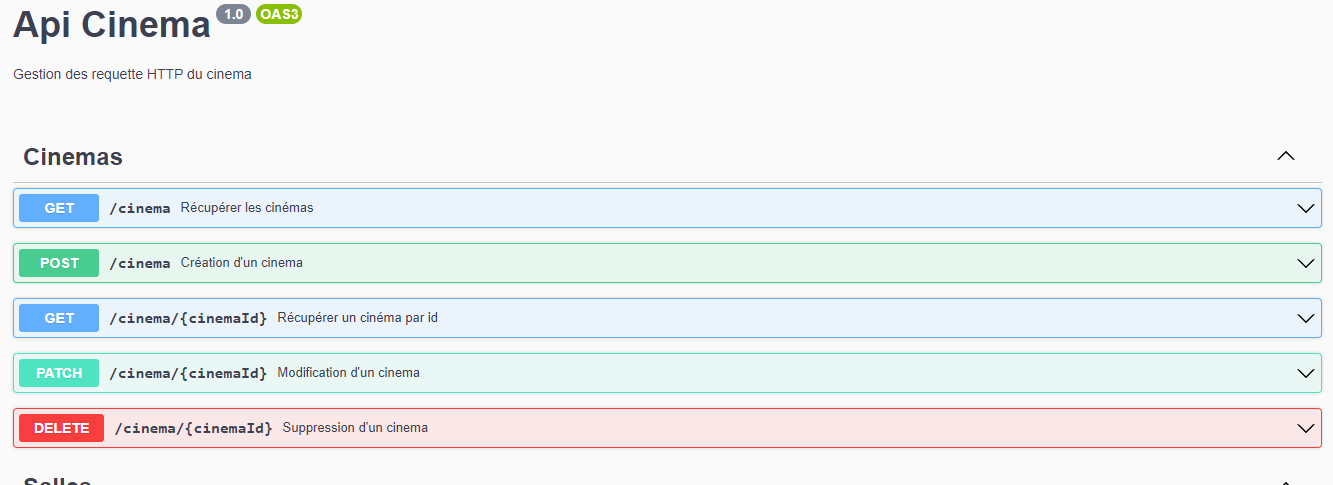 Api Cinema 1.0 OAS3
Gestion des requette HTTP du cinema
Cinemas
GET /cinema Récupérer les cinémas
POST /cinema Création d'un cinema
GET /cinema/{cinemaId} Récupérer un cinéma par id
PATCH /cinema/{cinemaId} Modification d'un cinema
DELETE /cinema/{cinemaId} Suppression d'un cinema
Salles